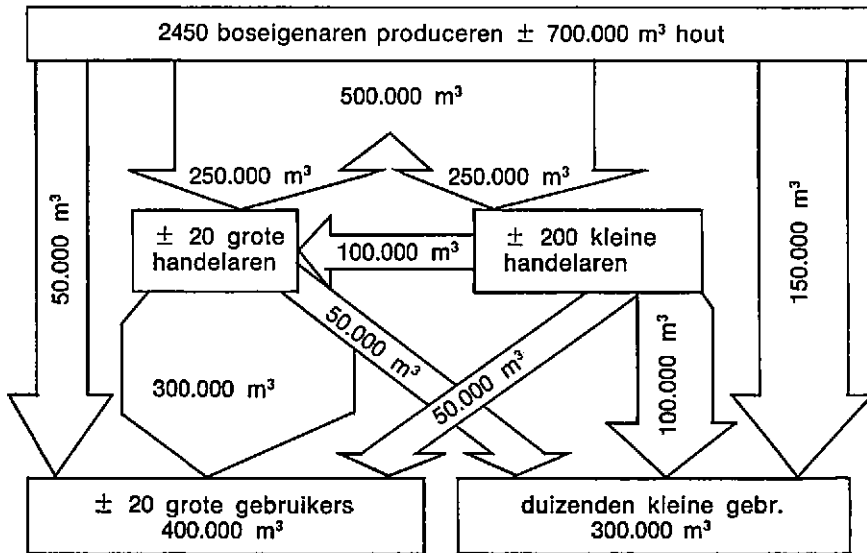 2450 boseigenaren produceren ± 700.000 m³ hout
500.000 m³
250.000 m³
250.000 m³
50.000 m³
± 20 grote
handelaren
100.000 m³
± 200 kleine
handelaren
150.000 m³
300.000 m³
50.000 m³
50.000 m³
100.000 m³
± 20 grote gebruikers
400.000 m³
duizenden kleine gebr.
300.000 m³